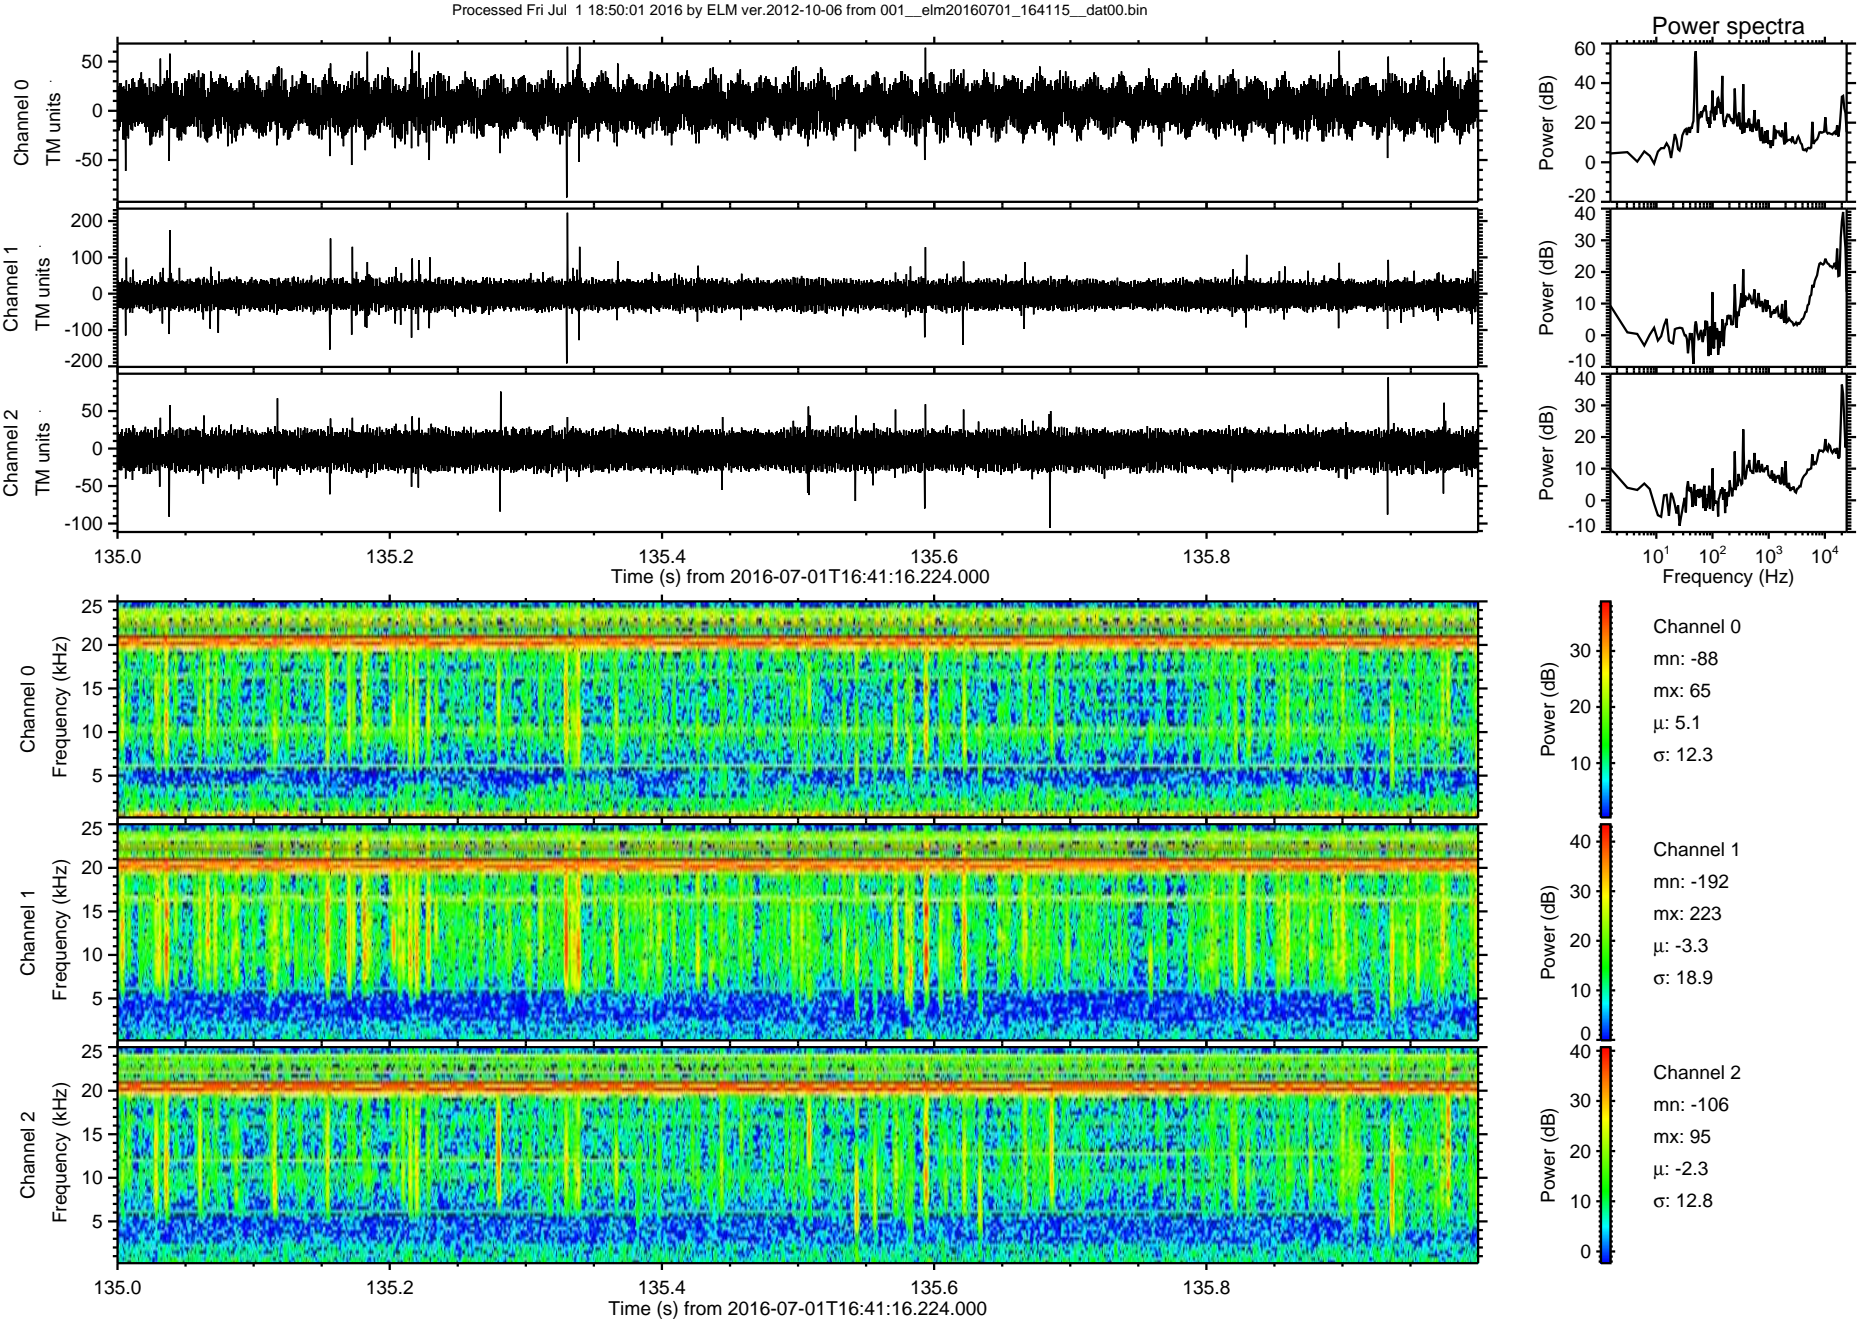 Processed Fri Jul  1 18:50:01 2016 by ELM ver.2012-10-06 from 001__elm20160701_164115__dat00.bin
Power spectra
Channel 0
TM units
50
0
-50
Power (dB)
60
40
20
0
-20
Channel 1
TM units
200
100
0
-100
-200
Power (dB)
40
30
20
10
0
-10
Channel 2
TM units
50
0
-50
-100
Power (dB)
40
30
20
10
0
-10
135.0 135.2 135.4 135.6 135.8
Time (s) from 2016-07-01T16:41:16.224.000
10^1 10^2 10^3 10^4
Frequency (Hz)
Channel 0
Frequency (kHz)
25
20
15
10
5
Power (dB)
30
20
10
Channel 0
mn: -88
mx: 65
μ: 5.1
σ: 12.3
Channel 1
Frequency (kHz)
25
20
15
10
5
Power (dB)
40
30
20
10
0
Channel 1
mn: -192
mx: 223
μ: -3.3
σ: 18.9
Channel 2
Frequency (kHz)
25
20
15
10
5
Power (dB)
40
30
20
10
0
Channel 2
mn: -106
mx: 95
μ: -2.3
σ: 12.8
135.0 135.2 135.4 135.6 135.8
Time (s) from 2016-07-01T16:41:16.224.000